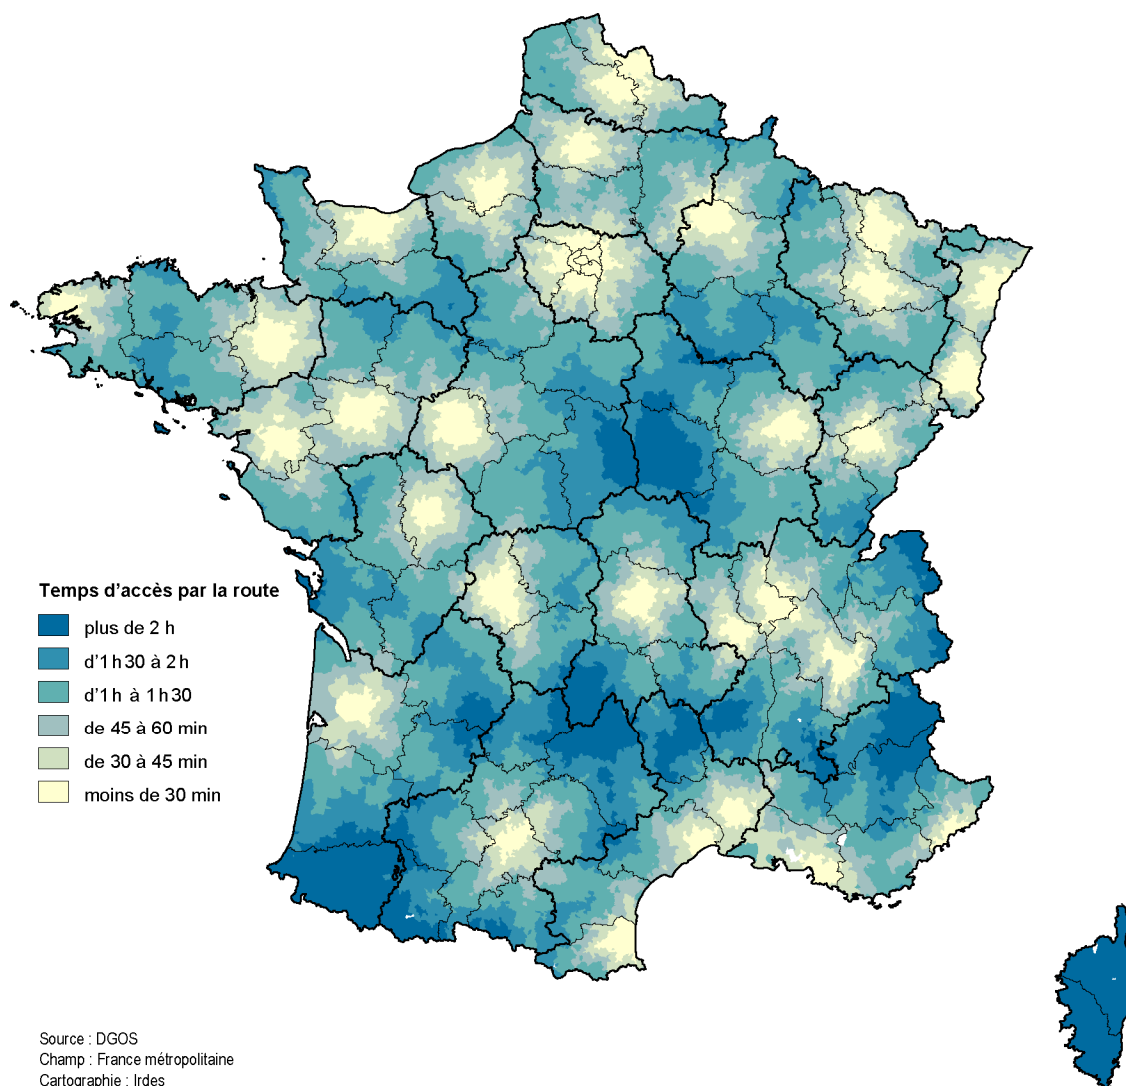 Temps d'accès par la route
plus de 2 h
d'1 h 30 à 2 h
d'1 h à 1 h 30
de 45 à 60 min
de 30 à 45 min
moins de 30 min
Source : DGOS
Champ : France métropolitaine
Cartographie : Irdes